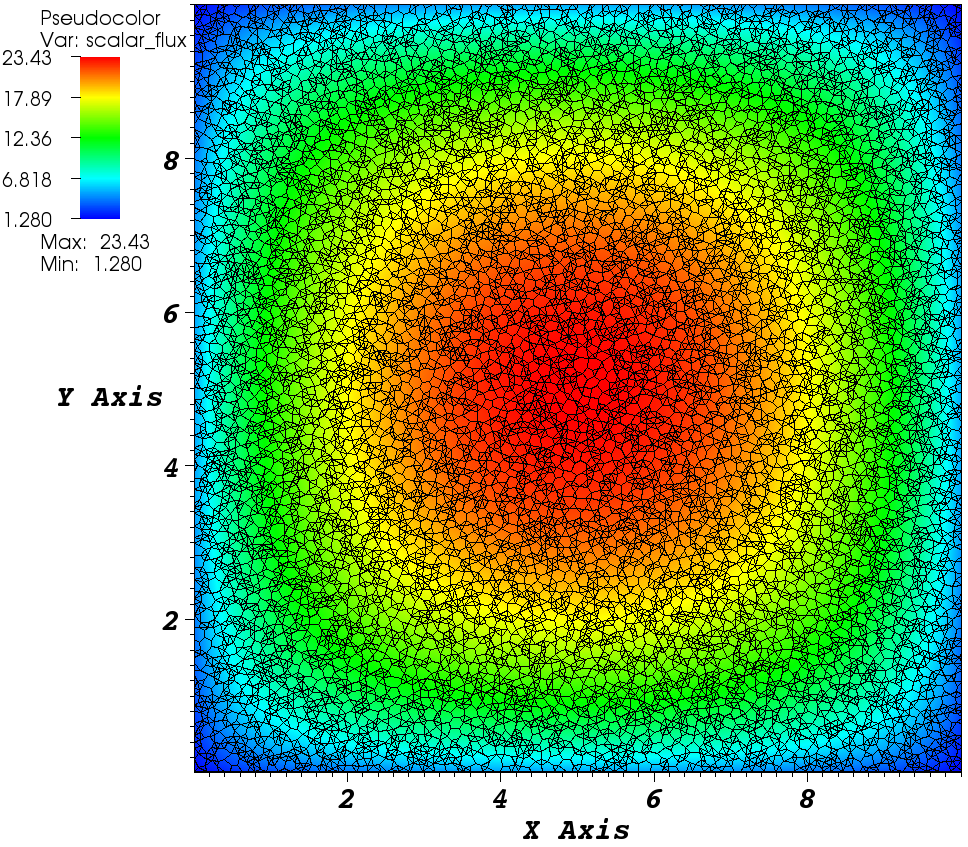 Pseudocolor
Var: scalar_flux
23.43
17.89
12.36
6.818
1.280
Max: 23.43
Min: 1.280
8
6
Y Axis
4
2
2 4 6 8
X Axis